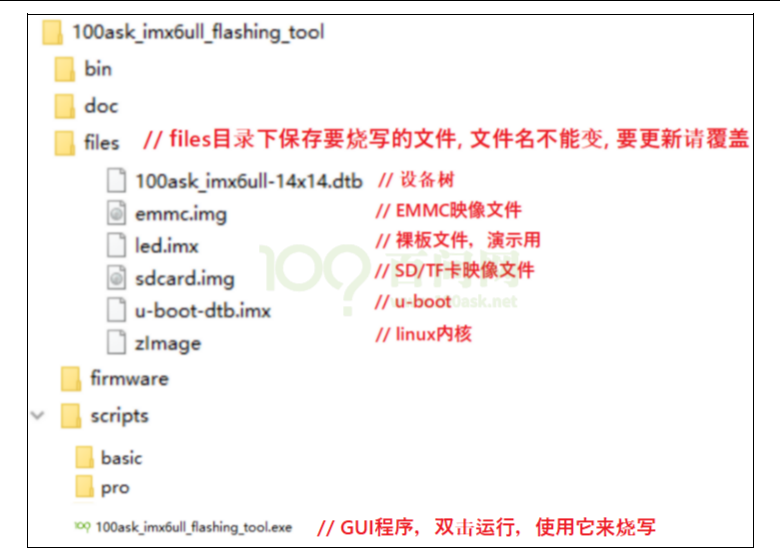 100ask_imx6ull_flashing_tool
bin
doc
files // files目录下保存要烧写的文件, 文件名不能变, 要更新请覆盖
100ask_imx6ull-14x14.dtb // 设备树
emmc.img // EMMC映像文件
led.imx // 裸板文件，演示用
sdcard.img // SD/TF卡映像文件
u-boot-dtb.imx // u-boot
zImage // linux内核
firmware
scripts
basic
pro
100ask_imx6ull_flashing_tool.exe // GUI程序，双击运行，使用它来烧写